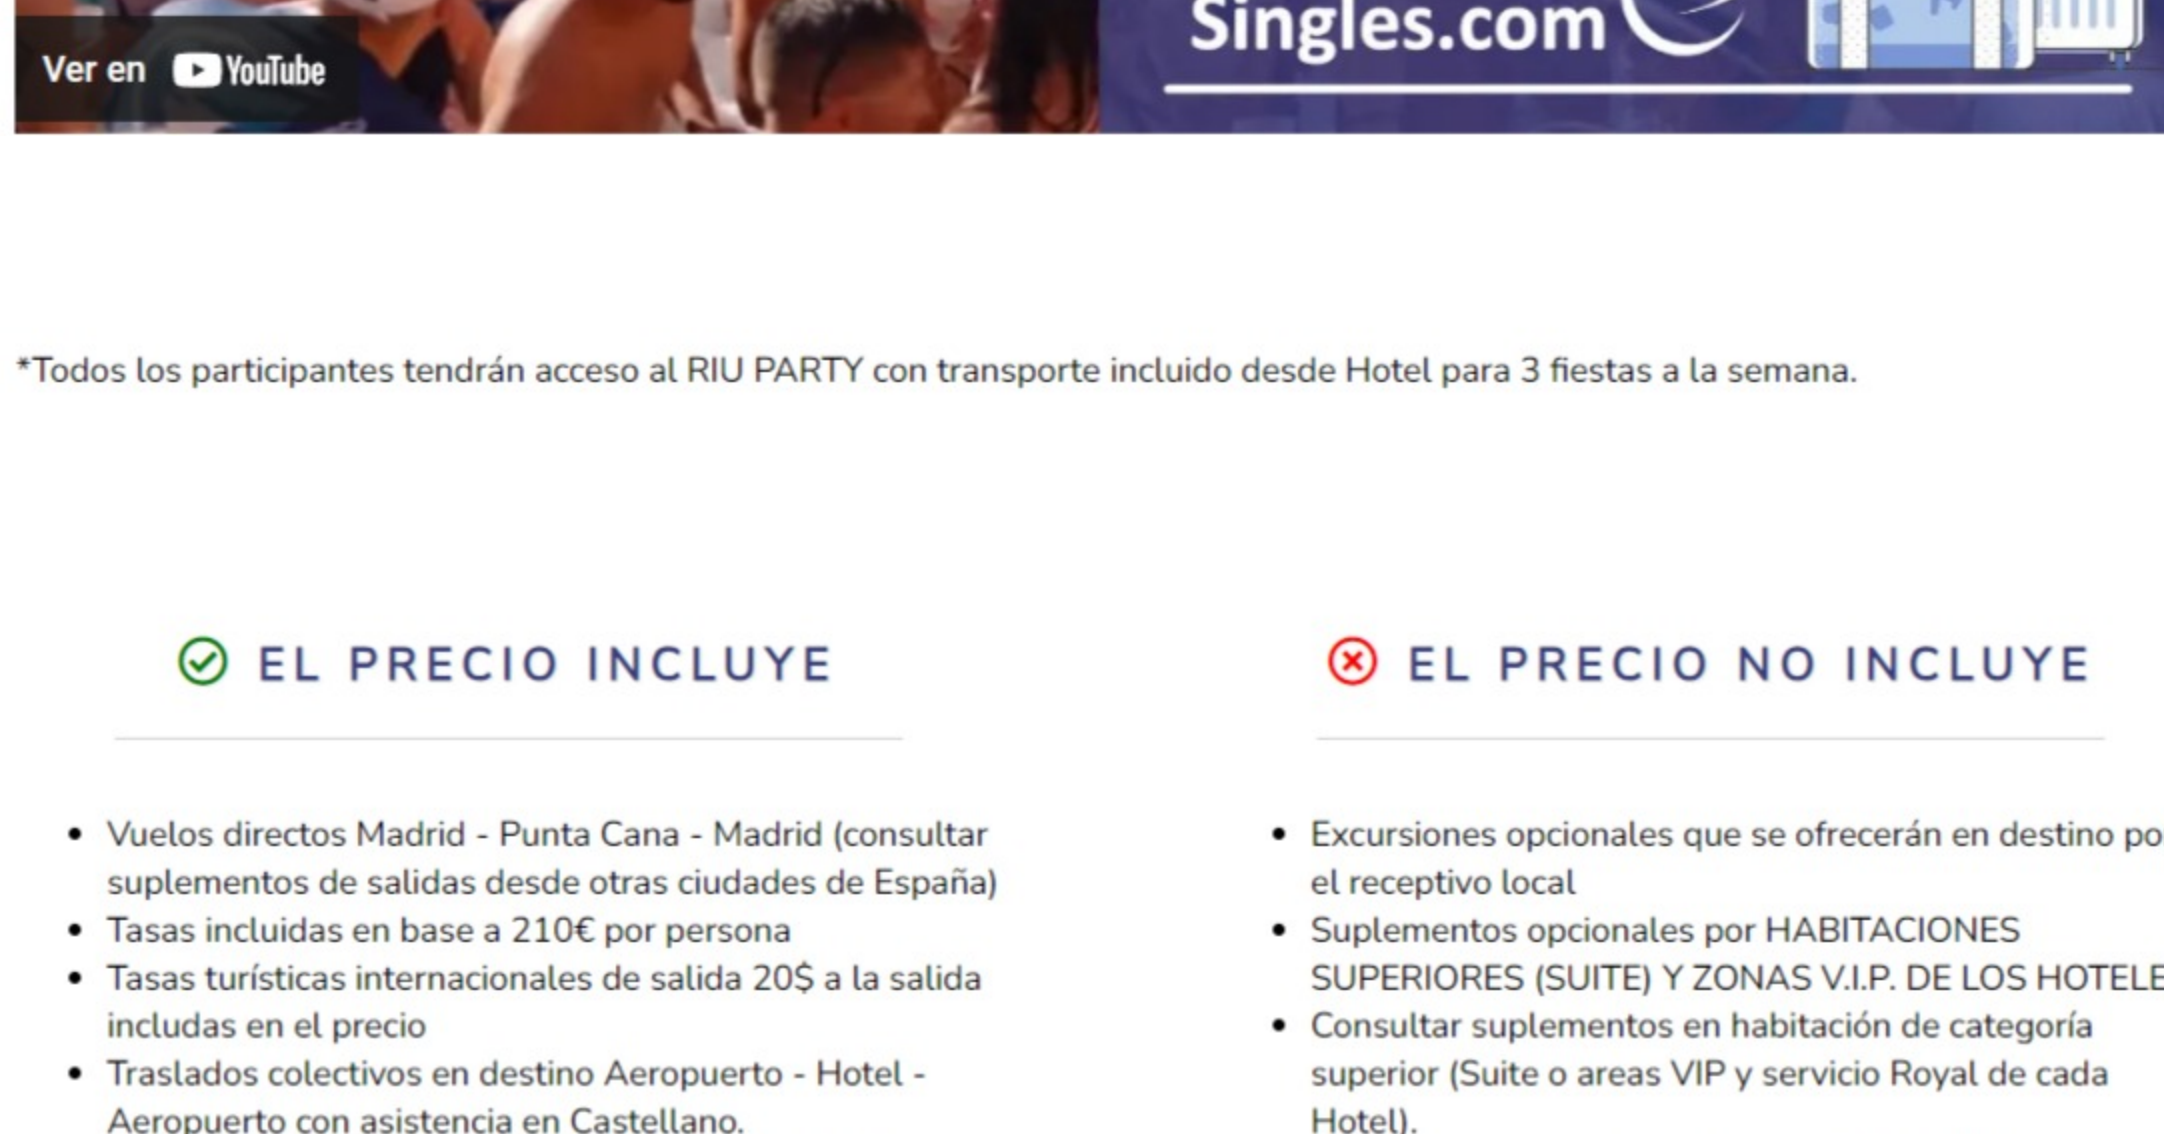 Singles.com
Ver en YouTube
*Todos los participantes tendrán acceso al RIU PARTY con transporte incluido desde Hotel para 3 fiestas a la semana.
EL PRECIO INCLUYE
Vuelos directos Madrid - Punta Cana - Madrid (consultar
suplementos de salidas desde otras ciudades de España)
Tasas incluidas en base a 210€ por persona
Tasas turísticas internacionales de salida 20$ a la salida
includas en el precio
Traslados colectivos en destino Aeropuerto - Hotel -
Aeropuerto con asistencia en Castellano.
EL PRECIO NO INCLUYE
Excursiones opcionales que se ofrecerán en destino po
el receptivo local
Suplementos opcionales por HABITACIONES
SUPERIORES (SUITE) Y ZONAS V.I.P. DE LOS HOTELE
Consultar suplementos en habitación de categoría
superior (Suite o areas VIP y servicio Royal de cada
Hotel).